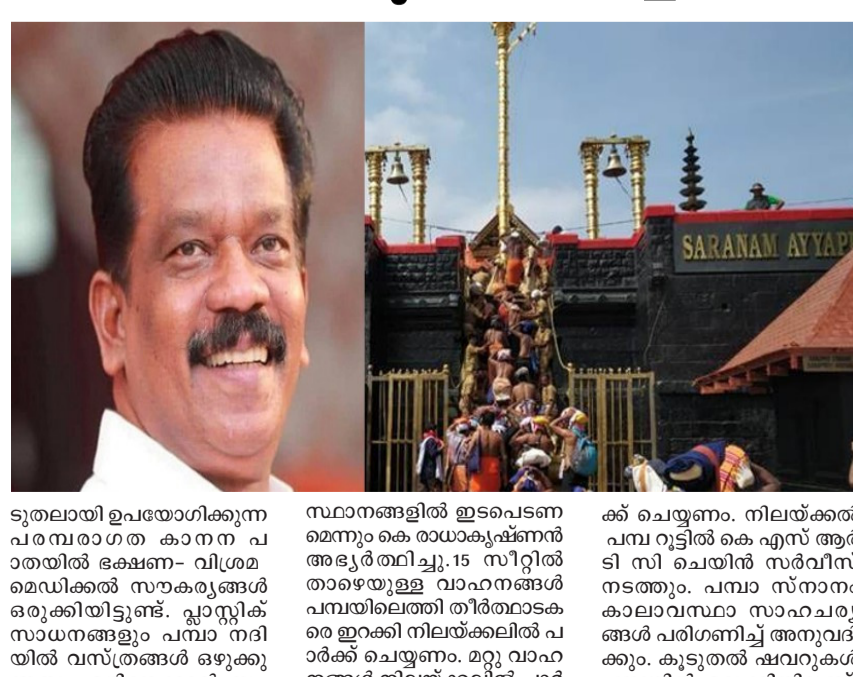 SARANAM AYYAP
ടുതലായി ഉപയോഗിക്കുന്ന
പരമ്പരാഗത കാനന പ
ാതയിൽ ഭക്ഷണ- വിശ്രമ
മെഡിക്കൽ സൗകര്യങ്ങൾ
ഒരുക്കിയിട്ടുണ്ട്. പ്ലാസ്റ്റിക്
സാധനങ്ങളും പമ്പാ നദി
യിൽ വസ്ത്രങ്ങൾ ഒഴുക്കു
സ്ഥാനങ്ങളിൽ ഇടപെടണ
മെന്നും കെ രാധാകൃഷ്ണൻ
അഭ്യർത്ഥിച്ചു.15 സീറ്റിൽ
താഴെയുള്ള വാഹനങ്ങൾ
പമ്പയിലെത്തി തീർത്ഥാടക
രെ ഇറക്കി നിലയ്ക്കലിൽ പ
ാർക്ക് ചെയ്യണം. മറ്റു വാഹ
ക്ക് ചെയ്യണം. നിലയ്ക്കൽ
പമ്പ റൂട്ടിൽ കെ എസ് ആർ
ടി സി ചെയിൻ സർവീസ്
നടത്തും. പമ്പാ സ്നാനം
കാലാവസ്ഥാ സാഹചര്യ
ങ്ങൾ പരിഗണിച്ച് അനുവദി
ക്കും. കൂടുതൽ ഷവറുകൾ